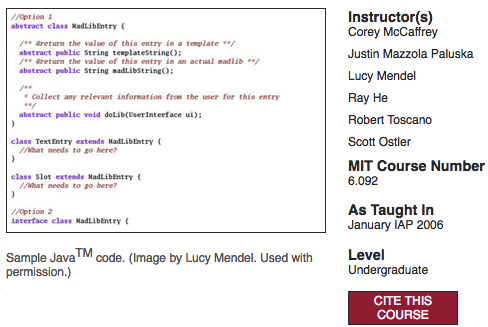 //Option 1
abstract class MadLibEntry {
/** @return the value of this entry in a template **/
abstract public String templateString();
/** @return the value of this entry in an actual madlib **/
abstract public String madLibString();
/**
* Collect any relevant information from the user for this entry
**/
abstract public void doLib(UserInterface ui);
}
class TextEntry extends MadLibEntry {
//What needs to go here?
}
class Slot extends MadLibEntry {
//What needs to go here?
}
//Option 2
interface class MadLibEntry {
Sample Java™ code. (Image by Lucy Mendel. Used with
permission.)
Instructor(s)
Corey McCaffrey
Justin Mazzola Paluska
Lucy Mendel
Ray He
Robert Toscano
Scott Ostler
MIT Course Number
6.092
As Taught In
January IAP 2006
Level
Undergraduate
CITE THIS
COURSE